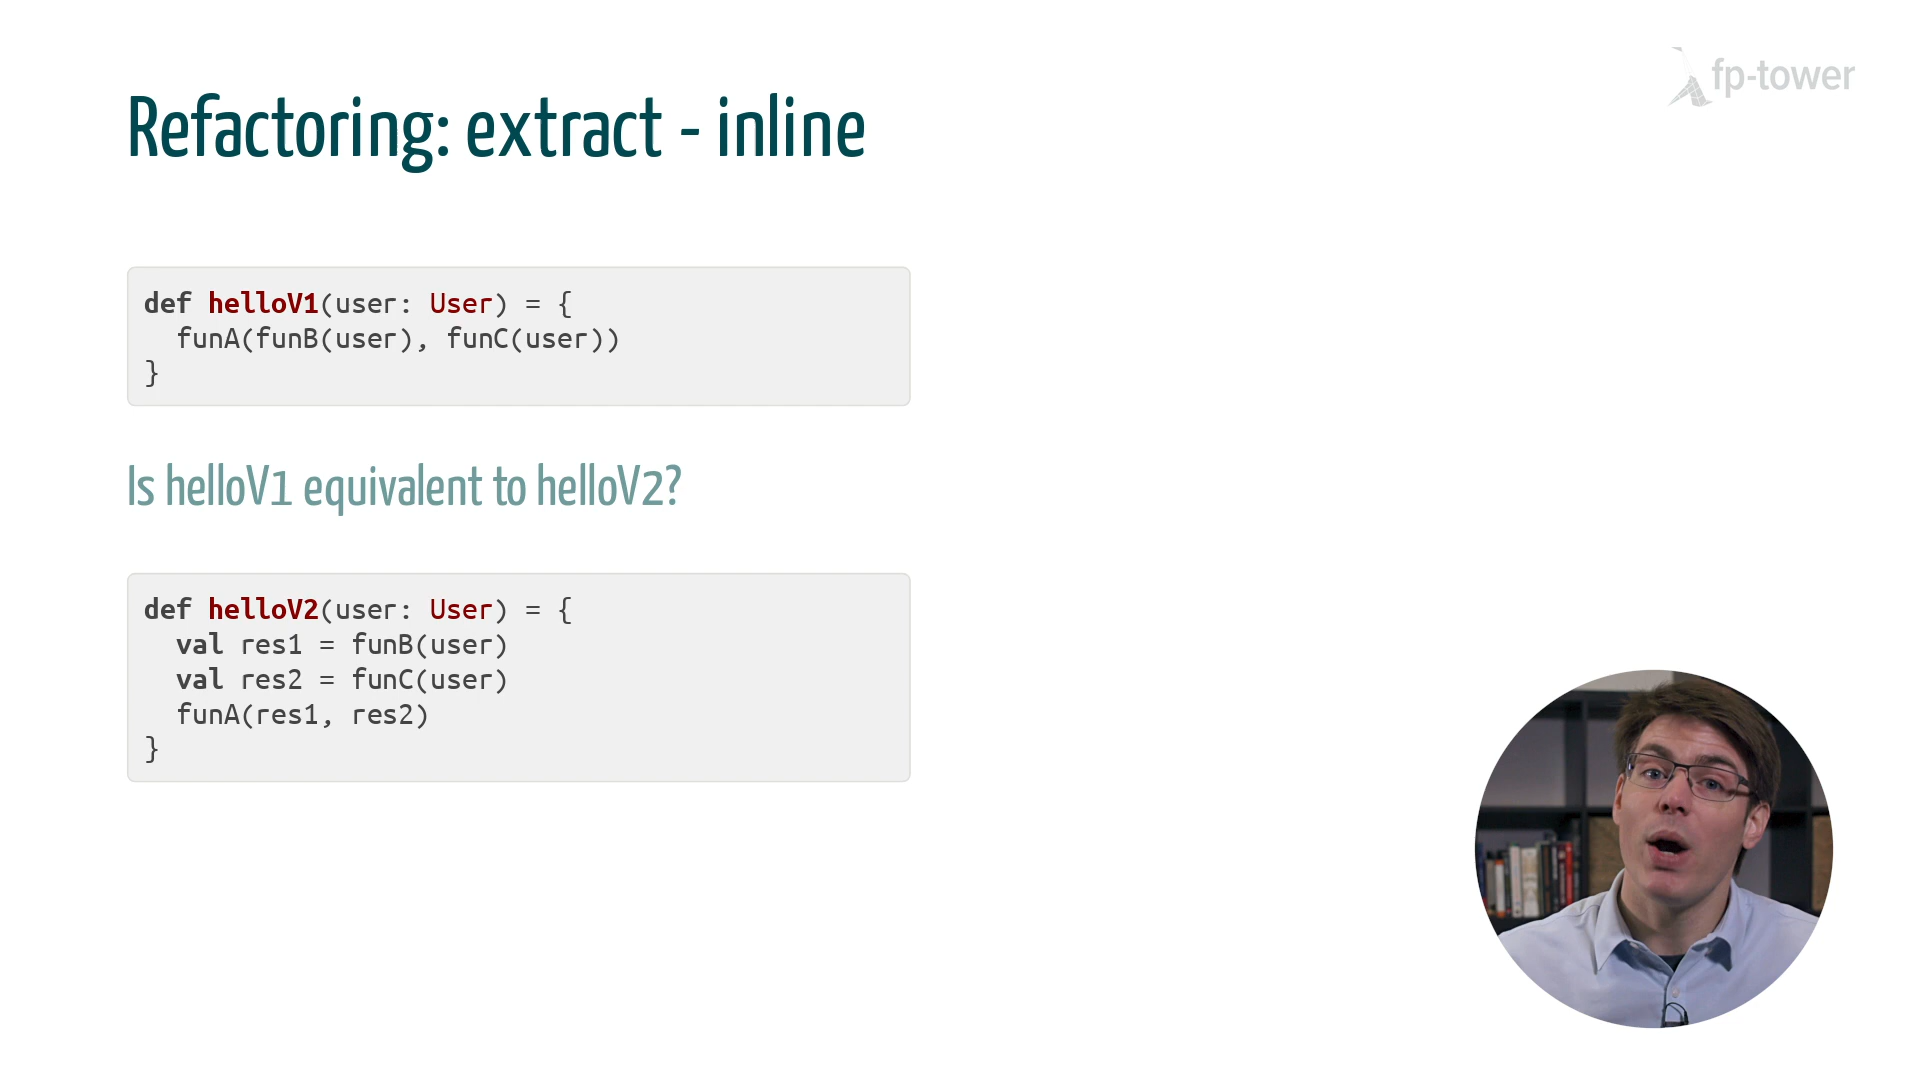 fp-tower
Refactoring: extract - inline
def helloV1(user: User) = {
  funA(funB(user), funC(user))
}
Is helloV1 equivalent to helloV2?
def helloV2(user: User) = {
  val res1 = funB(user)
  val res2 = funC(user)
  funA(res1, res2)
}